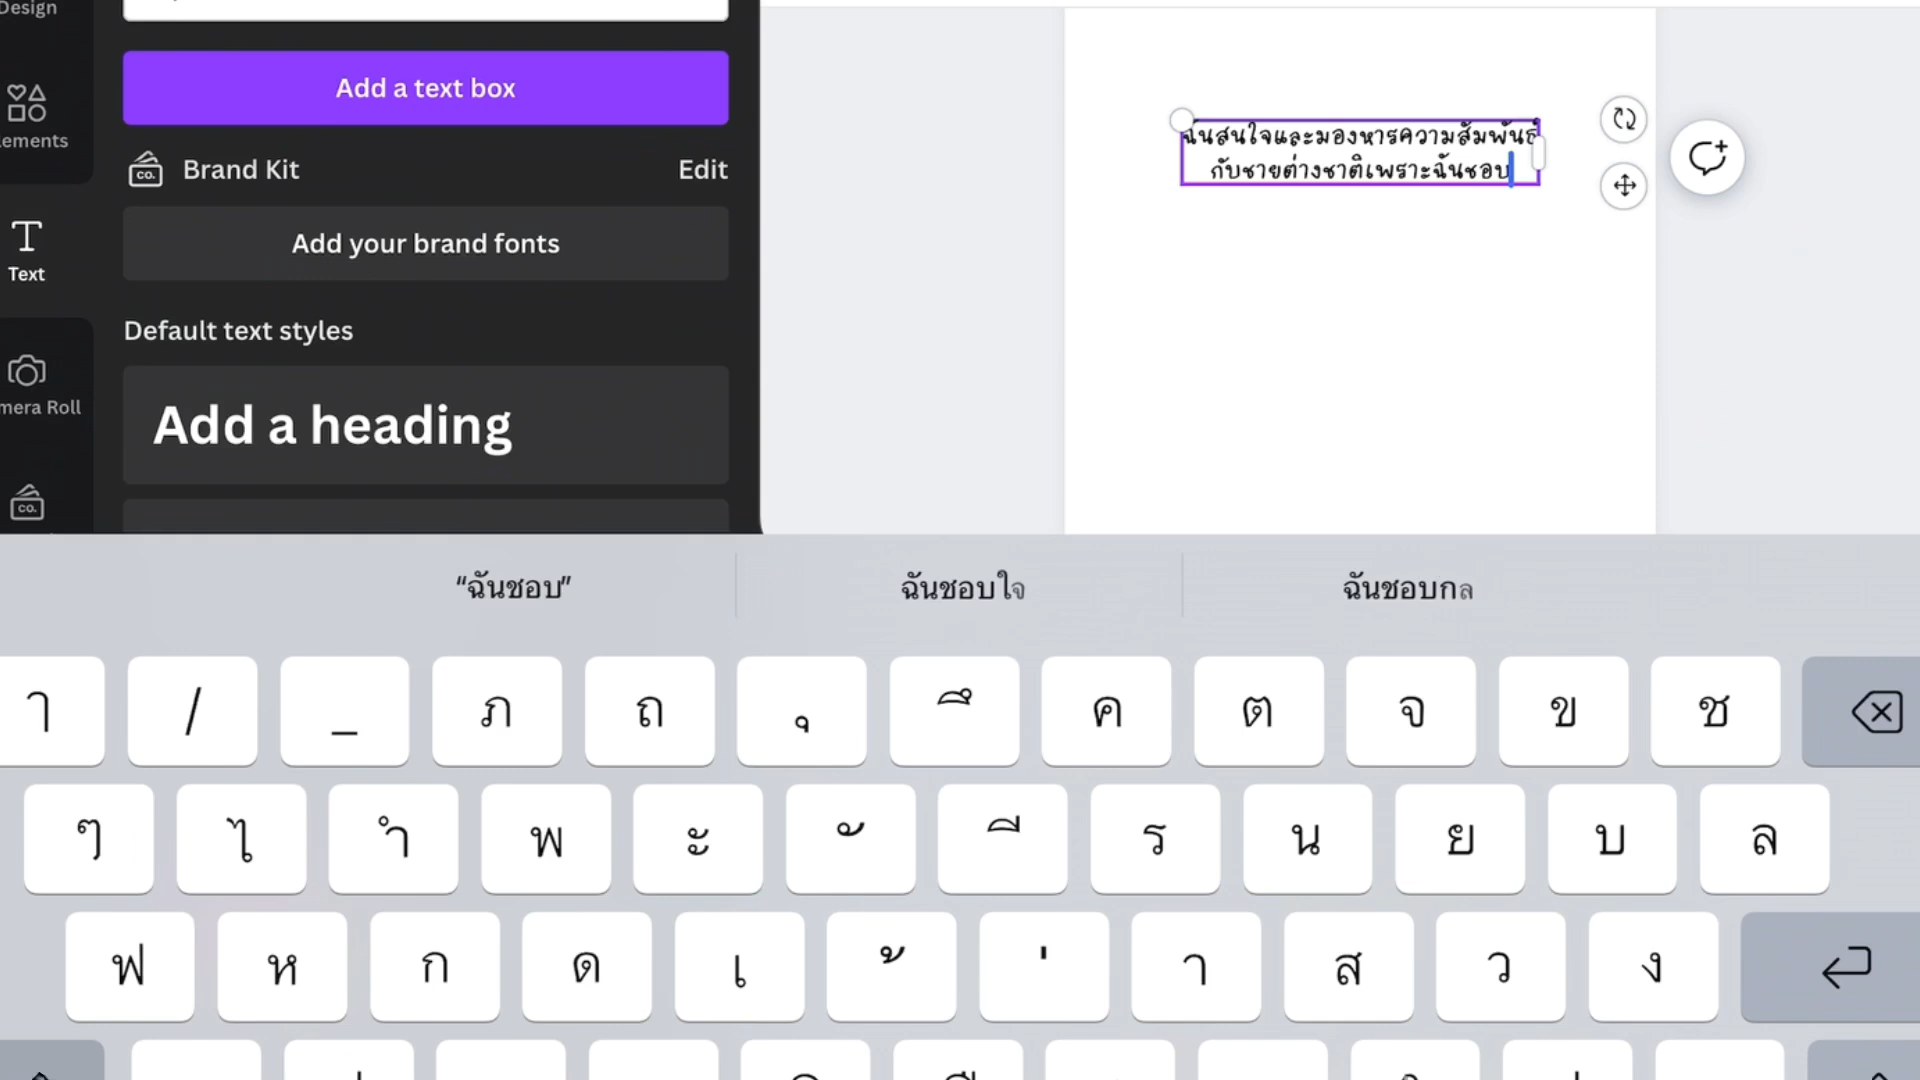 Design
Add a text box
lements
Brand Kit
Edit
Add your brand fonts
Text
Default text styles
mera Roll
Add a heading
CO.
CO.
ฉันสนใจและมองหารความสัมพันธ์
กับชายต่างชาติเพราะฉันชอบ
“ฉันชอบ”
ฉันชอบใจ
ฉันชอบกล
ๅ / _ ภ ถ ุ ึ ค ต จ ข ช
ๆ ไ ำ พ ะ ั ี ร น ย บ ล
ฟ ห ก ด เ ้ ่ า ส ว ง